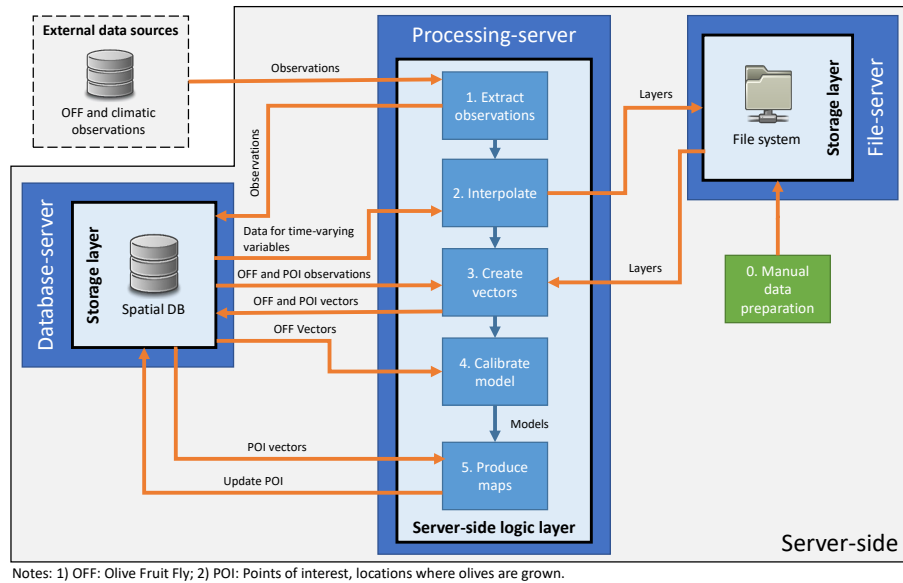 External data sources
OFF and climatic
observations
Observations
Processing-server
1. Extract
observations
Layers
File system
Storage layer
File-server
Observations
2. Interpolate
Data for time-varying
variables
Database-server
Storage layer
Spatial DB
OFF and POI observations
3. Create
vectors
Layers
0. Manual
data
preparation
OFF and POI vectors
OFF Vectors
4. Calibrate
model
Models
POI vectors
5. Produce
maps
Update POI
Server-side logic layer
Server-side
Notes: 1) OFF: Olive Fruit Fly; 2) POI: Points of interest, locations where olives are grown.